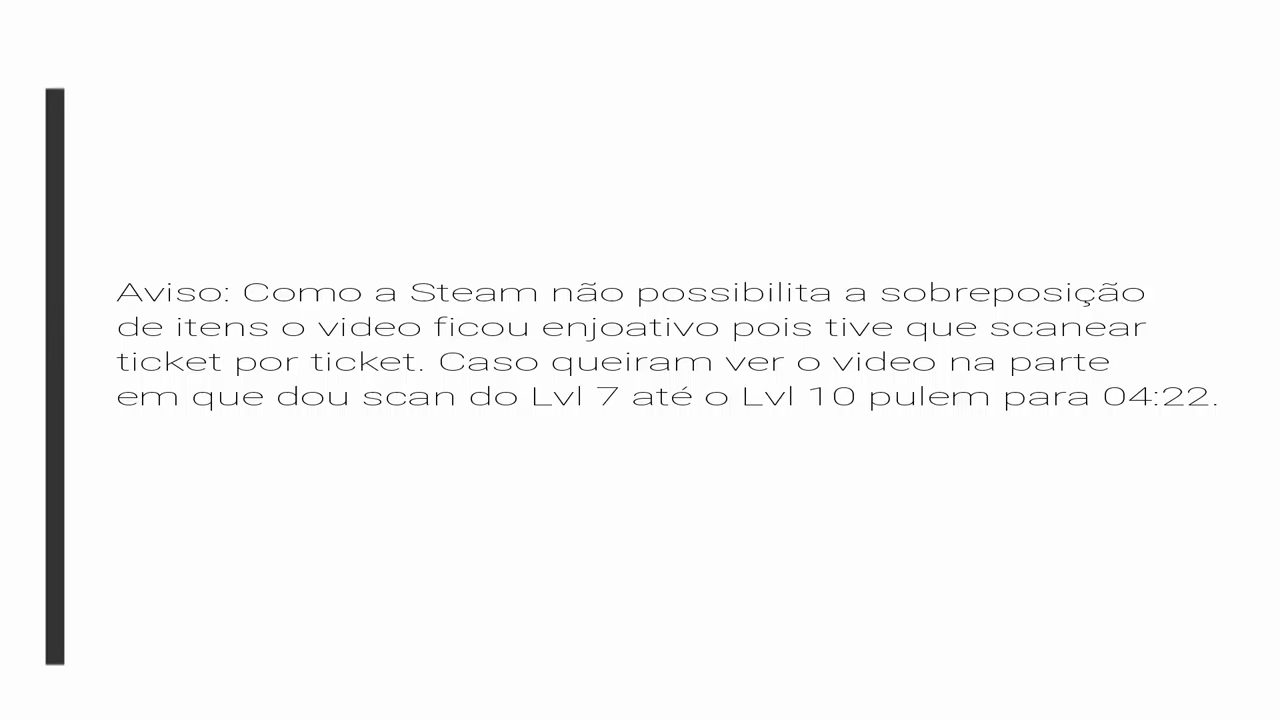 Aviso: Como a Steam não possibilita a sobreposição
de itens o video ficou enjoativo pois tive que scanear
ticket por ticket. Caso queiram ver o video na parte
em que dou scan do Lvl 7 até o Lvl 10 pulem para 04:22.